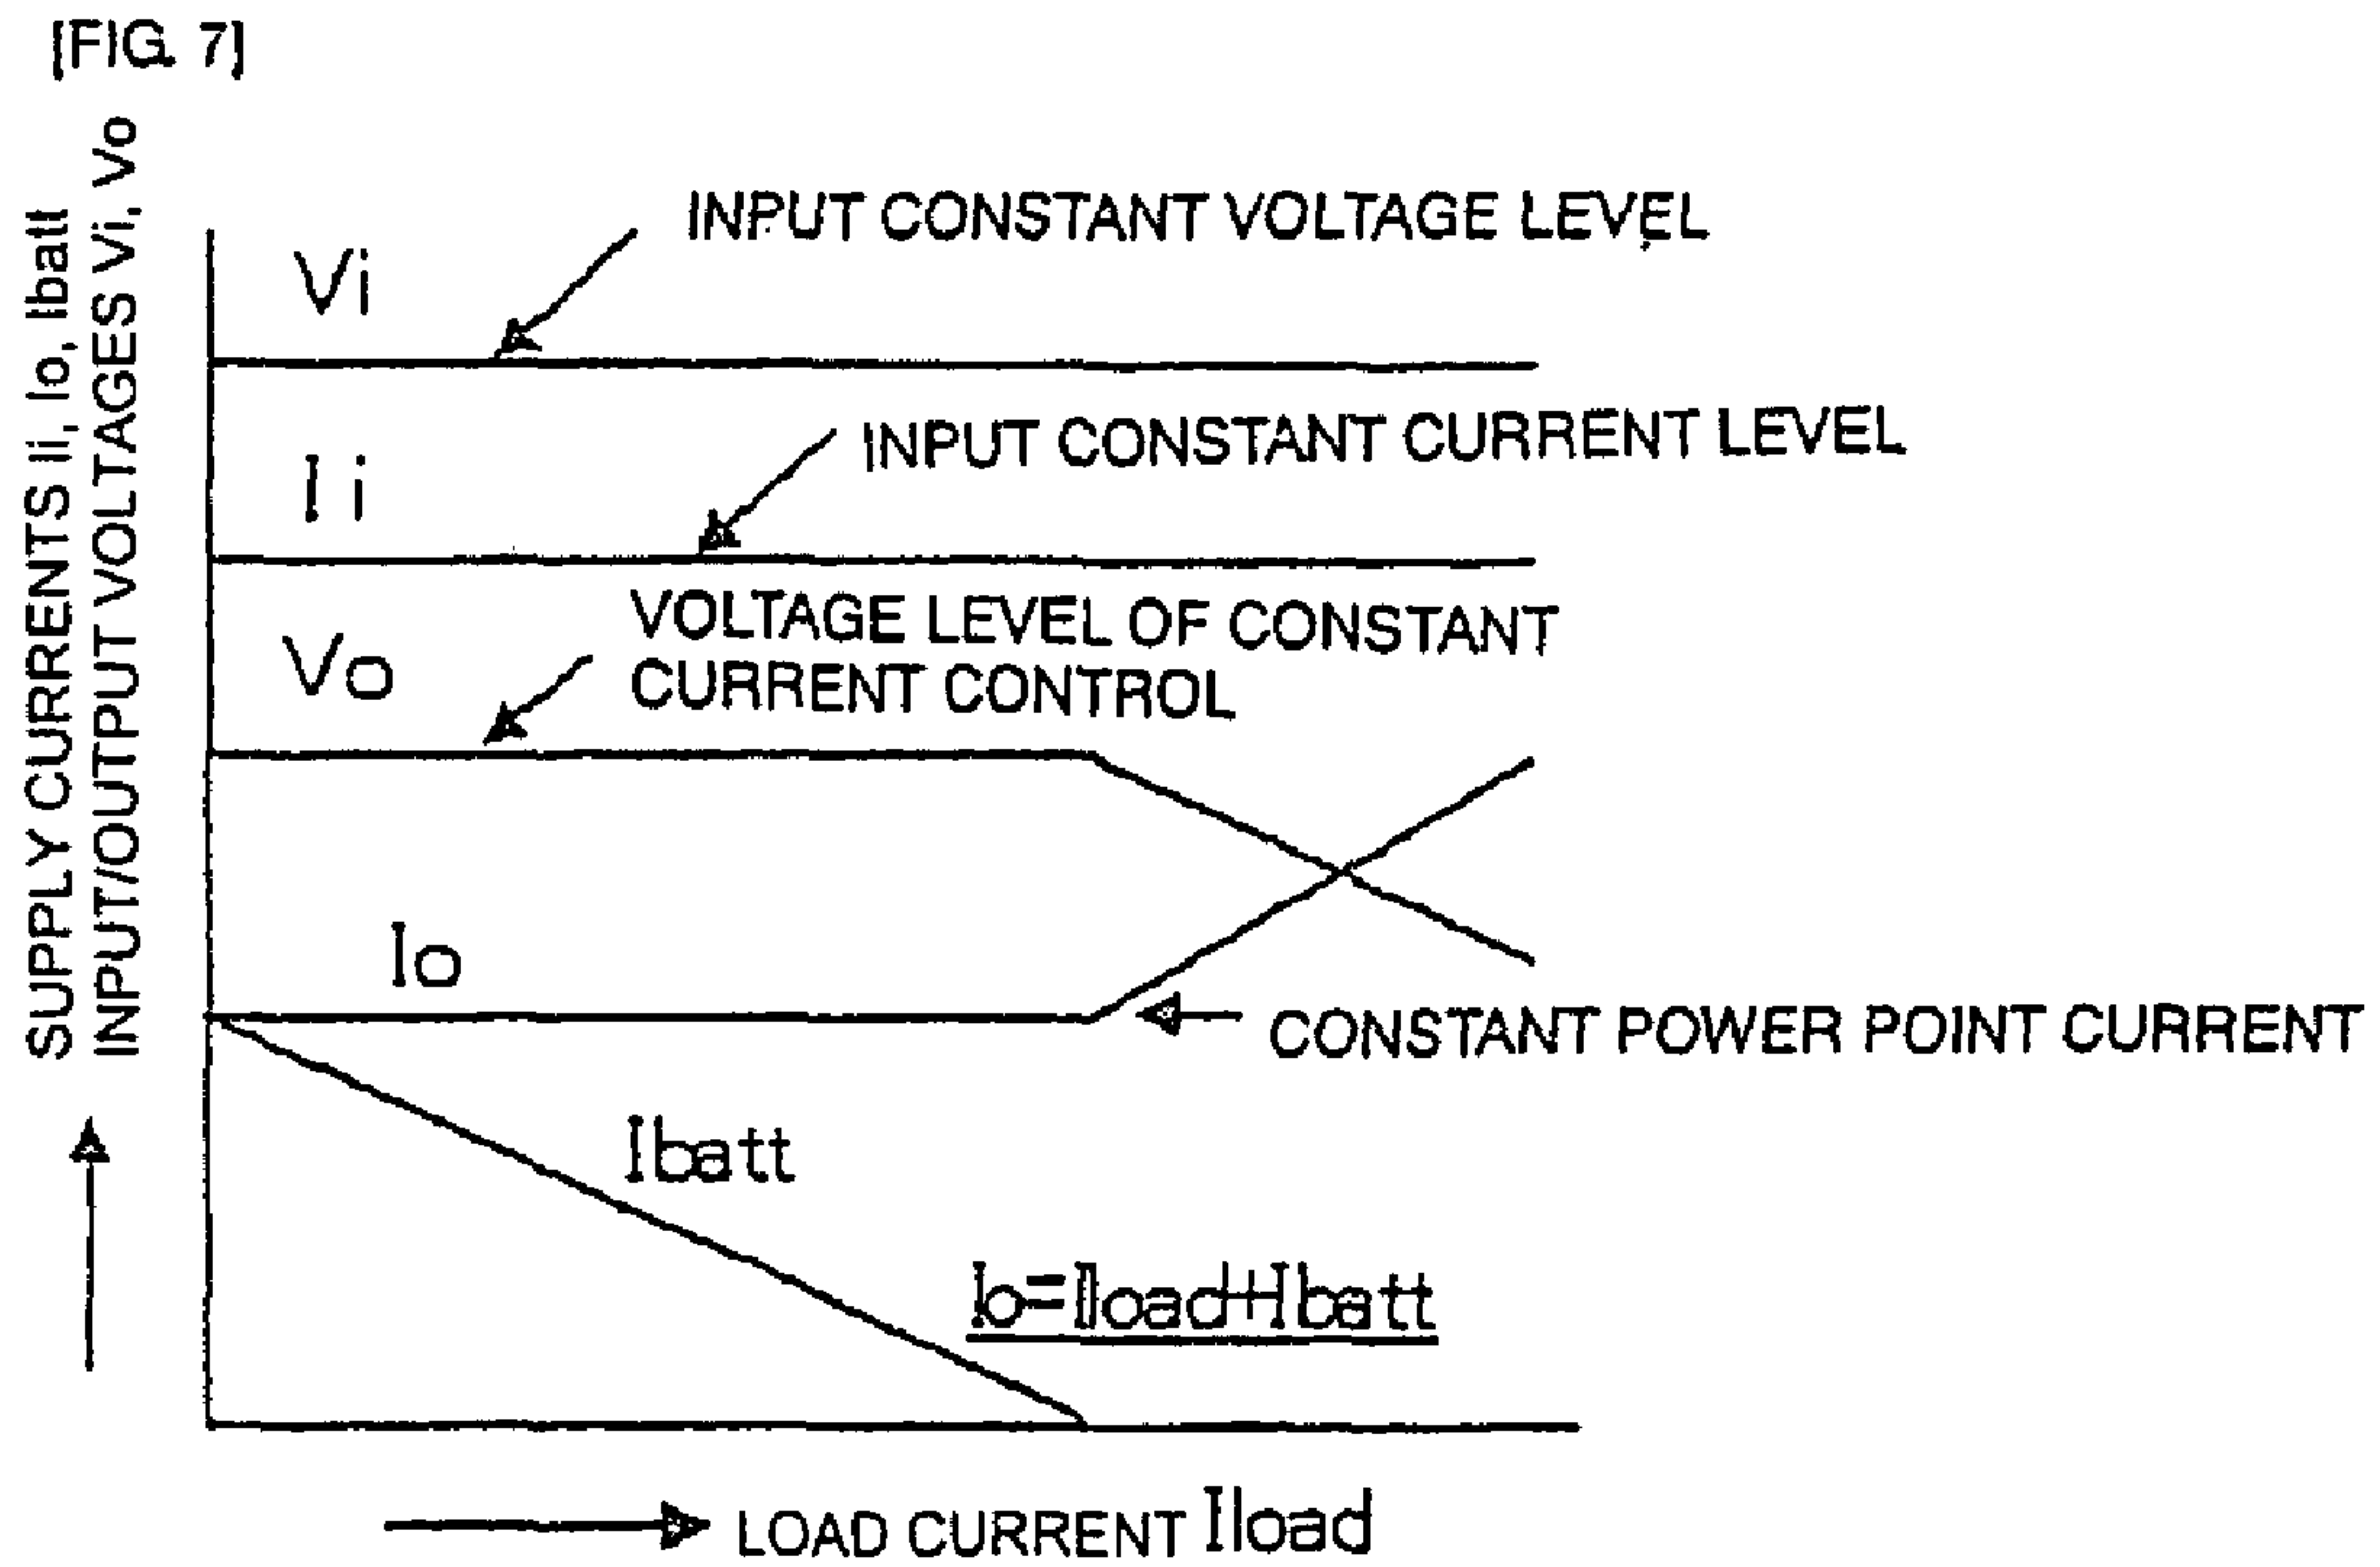 [FIG. 7]
SUPPLY CURRENTS Ii, Io, Ibatt
INPUT/OUTPUT VOLTAGES Vi, Vo
INPUT CONSTANT VOLTAGE LEVEL
Vi
INPUT CONSTANT CURRENT LEVEL
Ii
VOLTAGE LEVEL OF CONSTANT
CURRENT CONTROL
Vo
Io
CONSTANT POWER POINT CURRENT
Ibatt
Io=Iload+Ibatt
LOAD CURRENT Iload